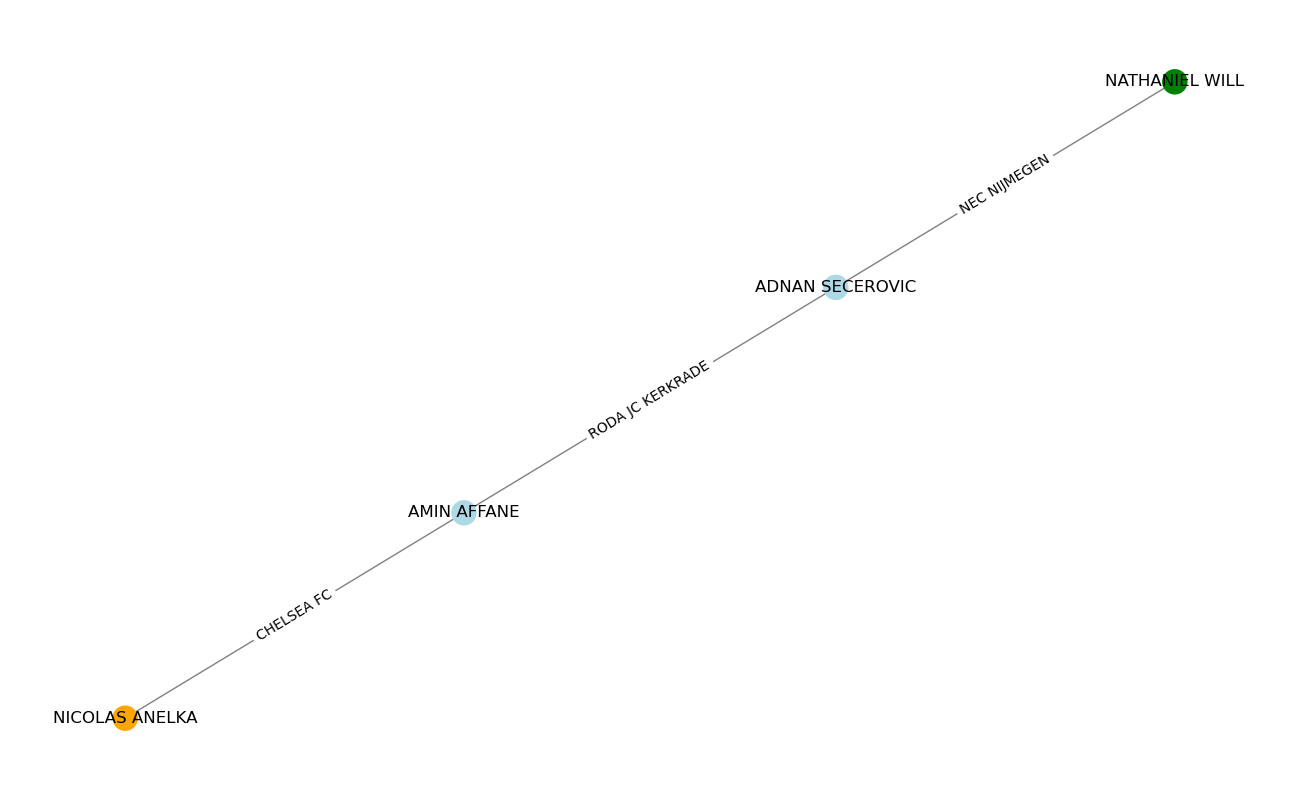 NATHANIEL WILL
NEC NIJMEGEN
ADNAN SECEROVIC
RODA JC KERKRADE
AMIN AFFANE
CHELSEA FC
NICOLAS ANELKA